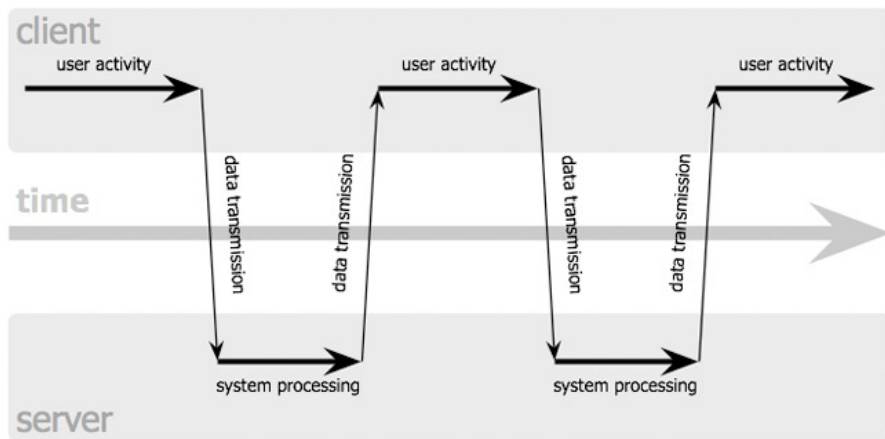 client
user activity
user activity
user activity
data transmission
data transmission
data transmission
data transmission
time
system processing
system processing
server